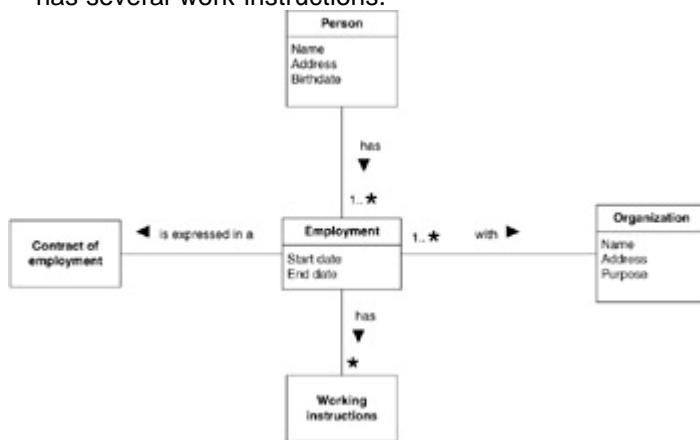 has several work instructions.
Person
Name
Address
Birthdate
has
1..*
is expressed in a
Contract of
employment
Employment
Start date
End date
1..*
with
Organization
Name
Address
Purpose
has
*
Working
instructions